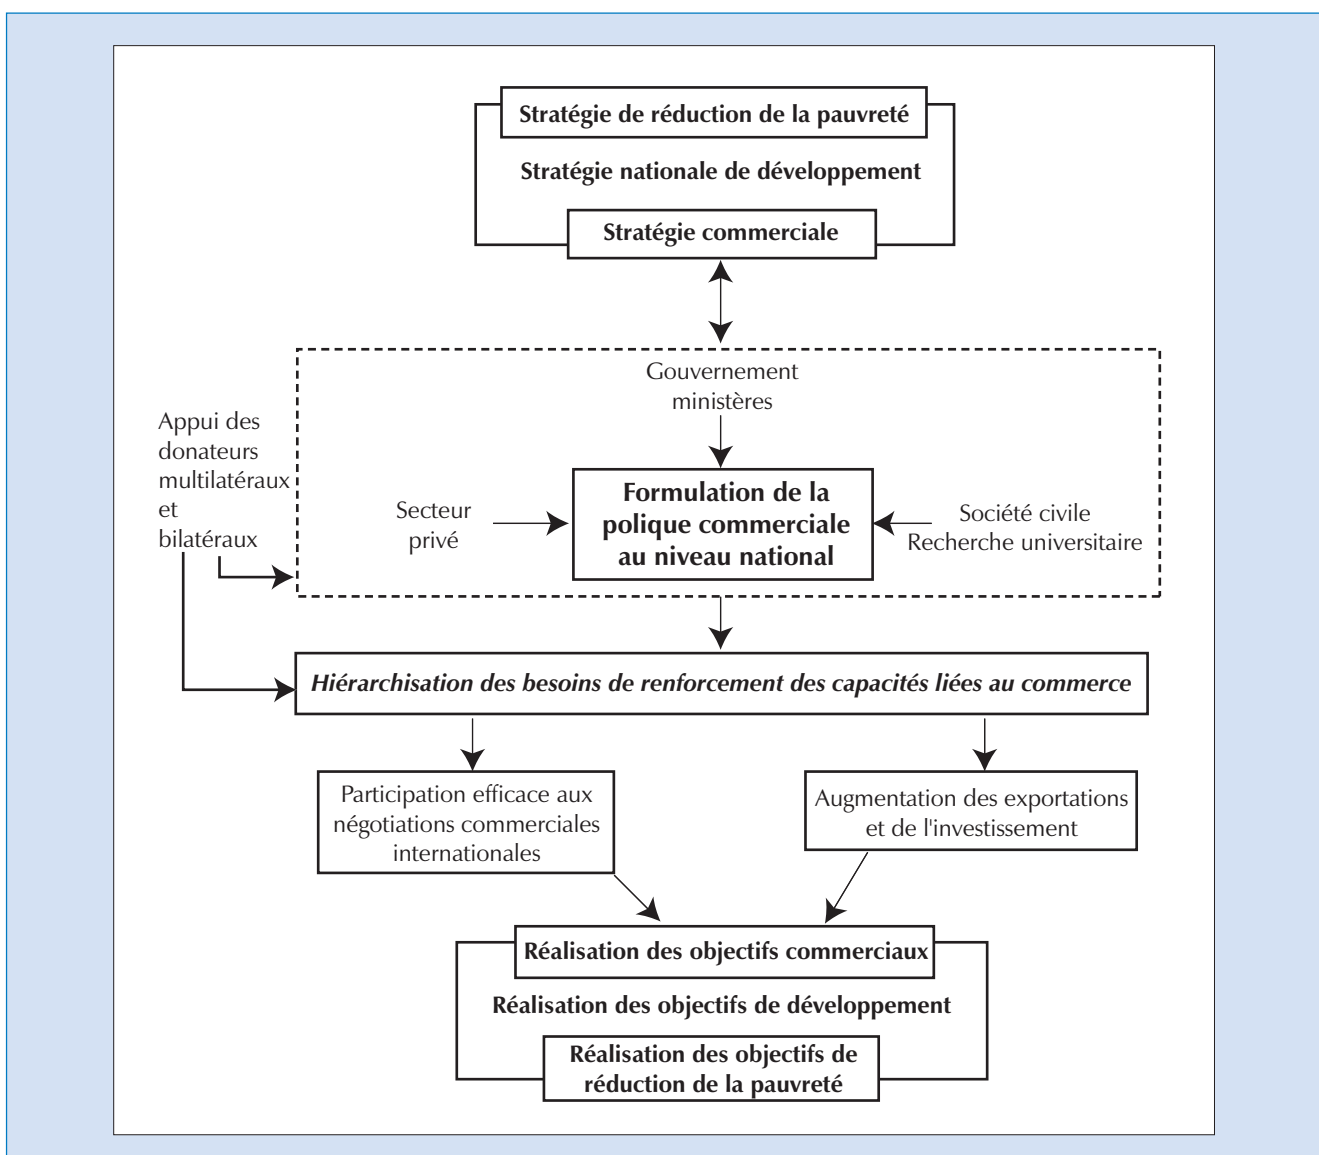 Stratégie de réduction de la pauvreté
Stratégie nationale de développement
Stratégie commerciale
Gouvernement
ministères
Appui des
donateurs
multilatéraux
et
bilatéraux
Secteur
privé
Formulation de la
polique commerciale
au niveau national
Société civile
Recherche universitaire
Hiérarchisation des besoins de renforcement des capacités liées au commerce
Participation efficace aux
négotiations commerciales
internationales
Augmentation des exportations
et de l'investissement
Réalisation des objectifs commerciaux
Réalisation des objectifs de développement
Réalisation des objectifs de
réduction de la pauvreté